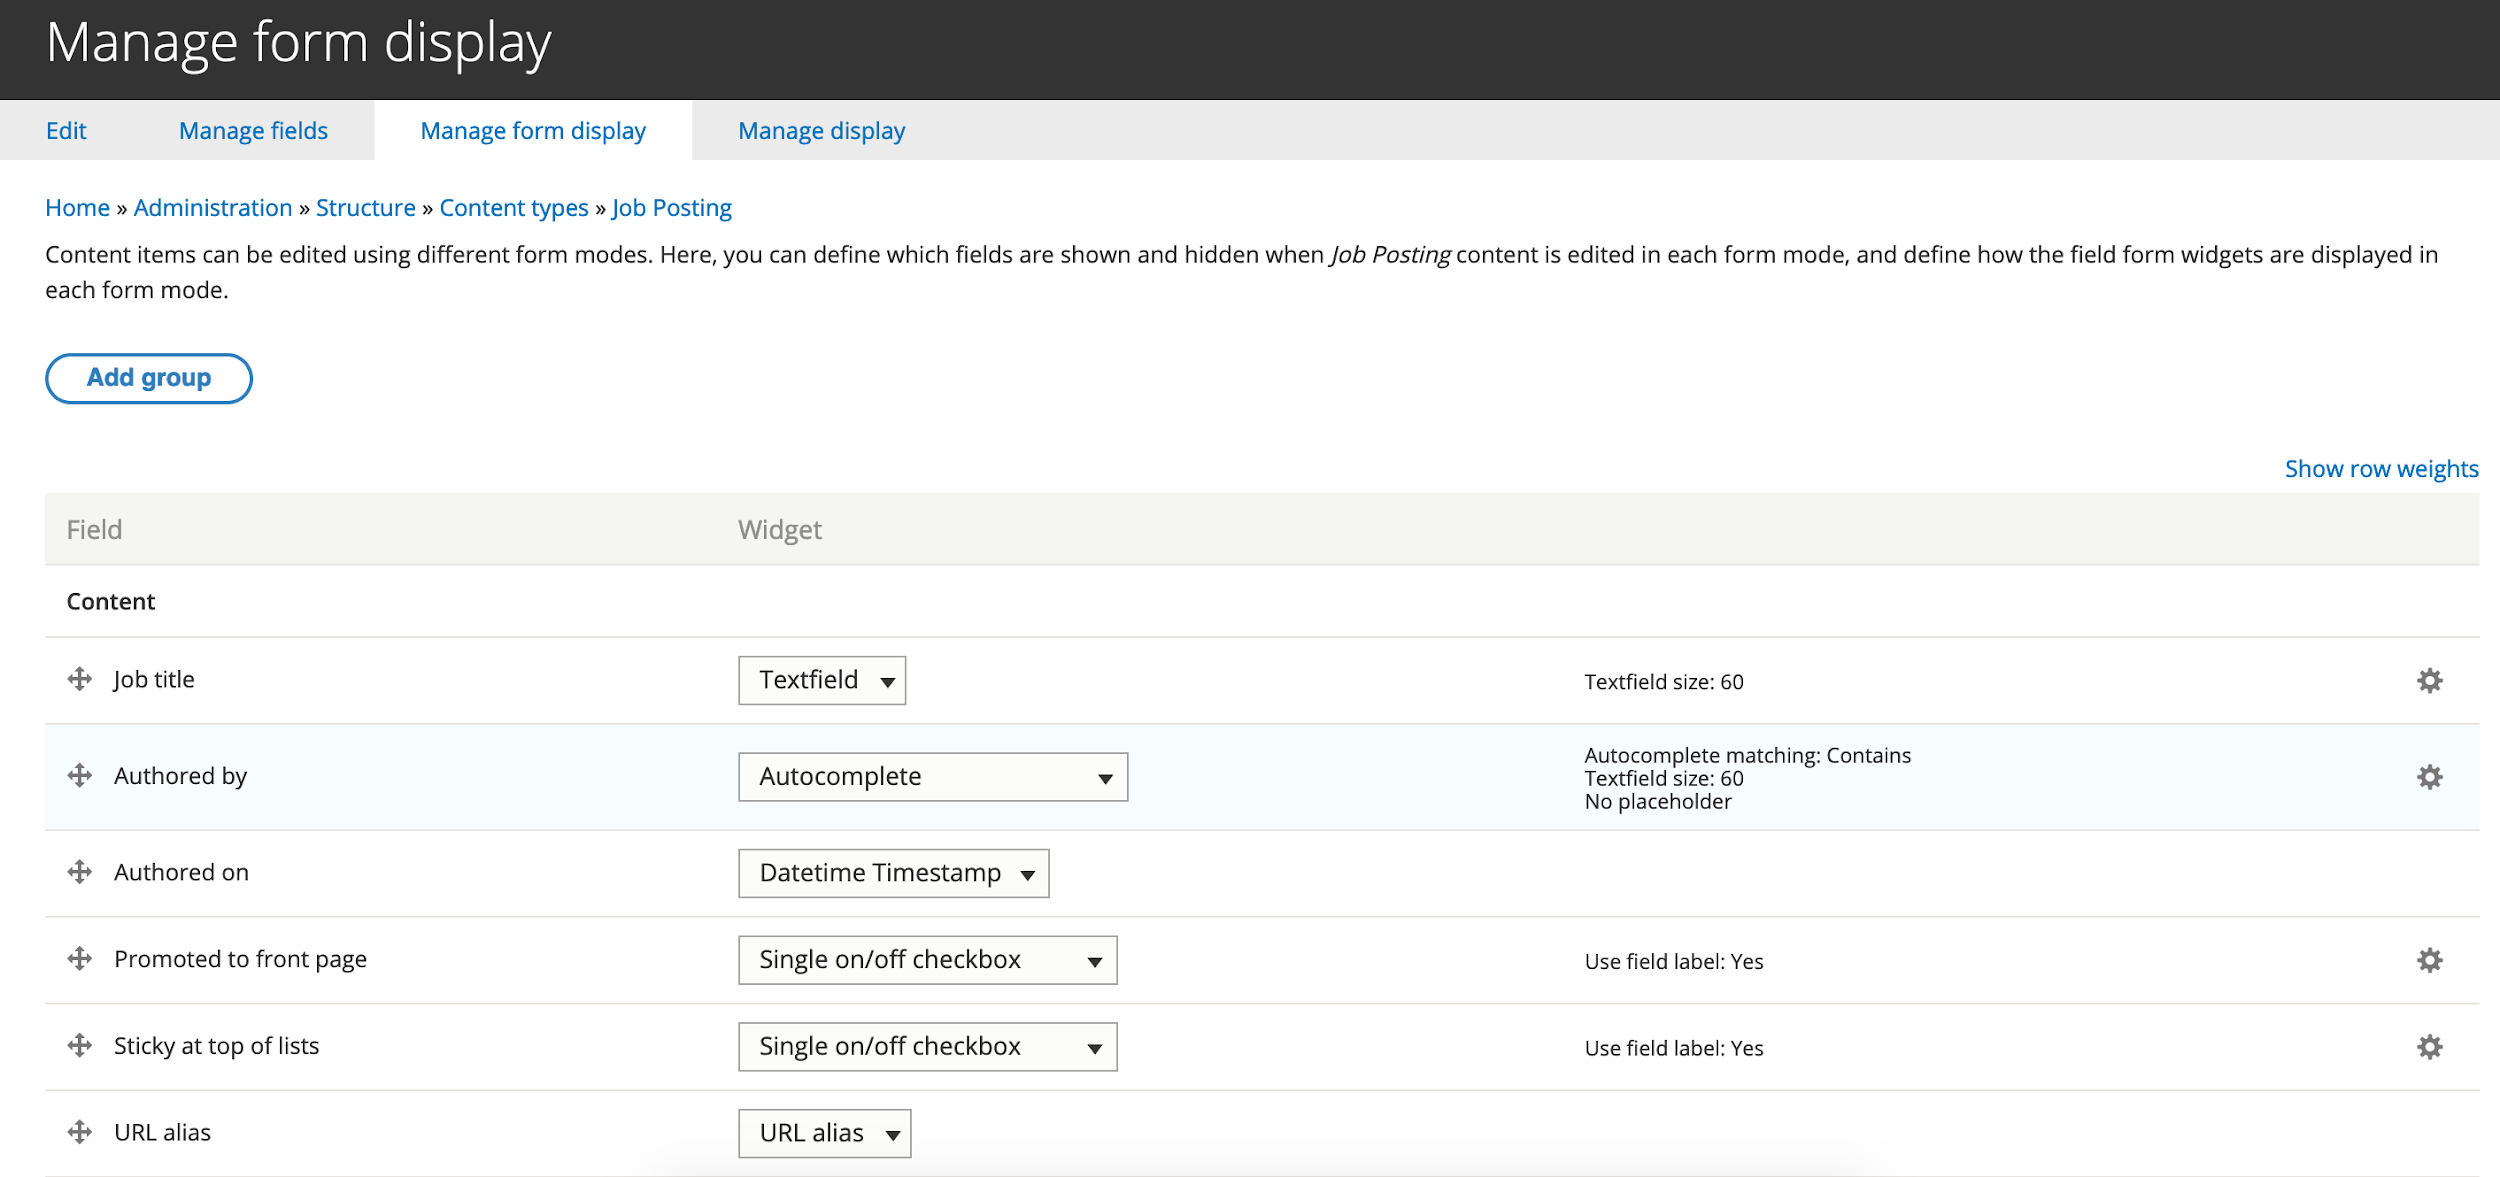 Manage form display
Edit Manage fields Manage form display Manage display
Home » Administration » Structure » Content types » Job Posting
Content items can be edited using different form modes. Here, you can define which fields are shown and hidden when Job Posting content is edited in each form mode, and define how the field form widgets are displayed in
each form mode.
Add group
Show row weights
Field Widget
Content
Job title Textfield Textfield size: 60
Authored by Autocomplete Autocomplete matching: Contains
Textfield size: 60
No placeholder
Authored on Datetime Timestamp
Promoted to front page Single on/off checkbox Use field label: Yes
Sticky at top of lists Single on/off checkbox Use field label: Yes
URL alias URL alias